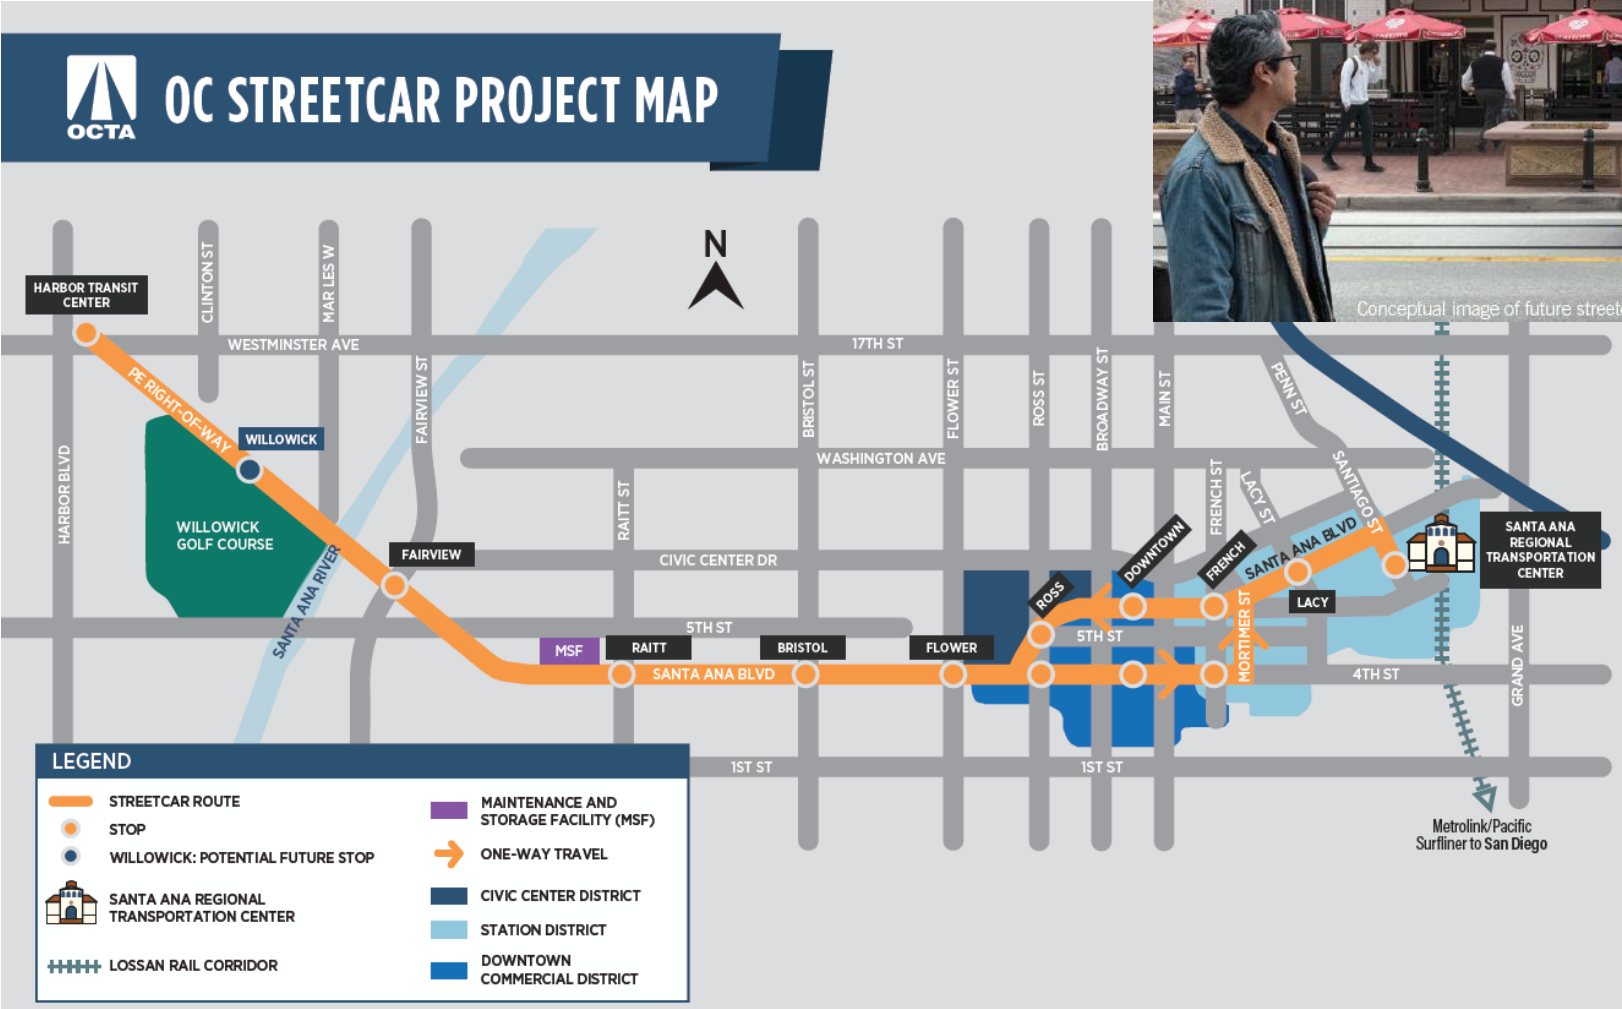 OCTA
OC STREETCAR PROJECT MAP
Conceptual image of future
N
HARBOR TRANSIT
CENTER
CLINTON ST
MAR LES W
WESTMINSTER AVE
17TH ST
FAIRVIEW ST
BRISTOL ST
FLOWER ST
ROSS ST
BROADWAY ST
MAIN ST
PENN ST
PE RIGHT-OF-WAY
WILLOWICK
HARBOR BLVD
WASHINGTON AVE
RAITT ST
FRENCH ST
LACY ST
SANTIAGO ST
WILLOWICK
GOLF COURSE
SANTA ANA RIVER
FAIRVIEW
CIVIC CENTER DR
DOWNTOWN
FRENCH
SANTA ANA BLVD
SANTA ANA
REGIONAL
TRANSPORTATION
CENTER
ROSS
LACY
5TH ST
5TH ST
MORTIMER ST
GRAND AVE
MSF
RAITT
BRISTOL
FLOWER
SANTA ANA BLVD
4TH ST
1ST ST
1ST ST
Metrolink/Pacific
Surfliner to San Diego
LEGEND
STREETCAR ROUTE
STOP
WILLOWICK: POTENTIAL FUTURE STOP
SANTA ANA REGIONAL
TRANSPORTATION CENTER
LOSSAN RAIL CORRIDOR
MAINTENANCE AND
STORAGE FACILITY (MSF)
ONE-WAY TRAVEL
CIVIC CENTER DISTRICT
STATION DISTRICT
DOWNTOWN
COMMERCIAL DISTRICT